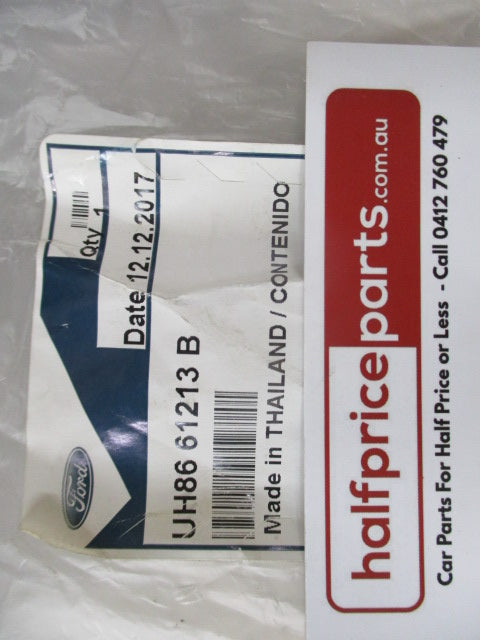 Ford
Qty 1
Date 12.12.2017
UH86 61213 B
Made in THAILAND / CONTENIDO
halfpriceparts.com.au
Car Parts For Half Price or Less - Call 0412 760 479